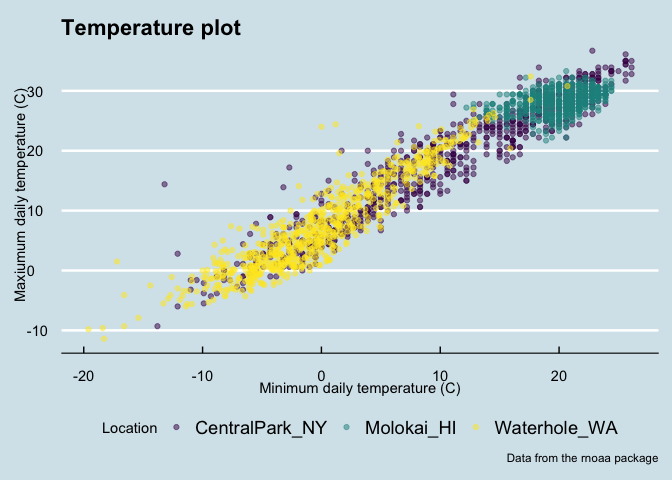 Temperature plot
Maxiumum daily temperature (C)
30
20
10
0
-10
-20
-10
0
10
20
Minimum daily temperature (C)
Location
CentralPark_NY
Molokai_HI
Waterhole_WA
Data from the moaa package